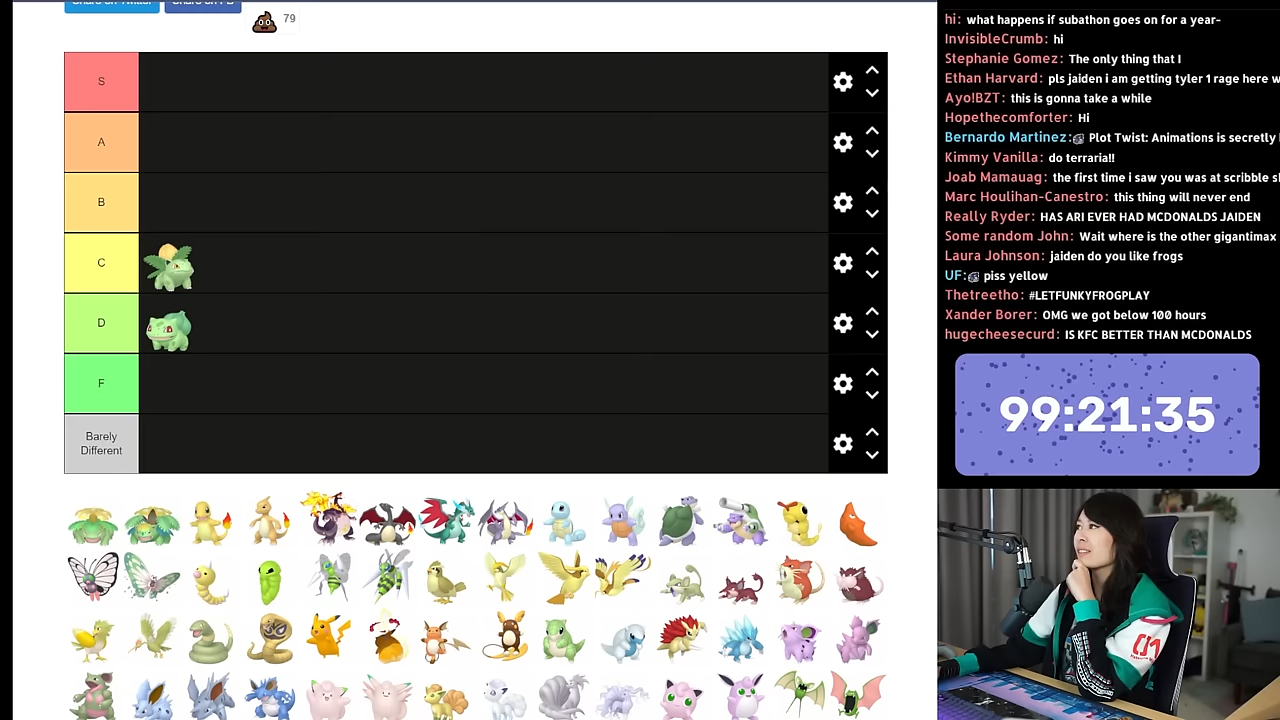 Share on Twitter
Share on FB
79
S
A
B
C
D
F
Barely
Different
hi: what happens if subathon goes on for a year-
InvisibleCrumb: hi
Stephanie Gomez: The only thing that I
Ethan Harvard: pls jaiden i am getting tyler 1 rage here w
Ayo!BZT: this is gonna take a while
Hopethecomforter: Hi
Bernardo Martinez: Plot Twist: Animations is secretly
Kimmy Vanilla: do terraria!!
Joab Mamauag: the first time i saw you was at scribble s
Marc Houlihan-Canestro: this thing will never end
Really Ryder: HAS ARI EVER HAD MCDONALDS JAIDEN
Some random John: Wait where is the other gigantimax
Laura Johnson: jaiden do you like frogs
UF: piss yellow
Thetreetho: #LETFUNKYFROGPLAY
Xander Borer: OMG we got below 100 hours
hugecheesecurd: IS KFC BETTER THAN MCDONALDS
99:21:35